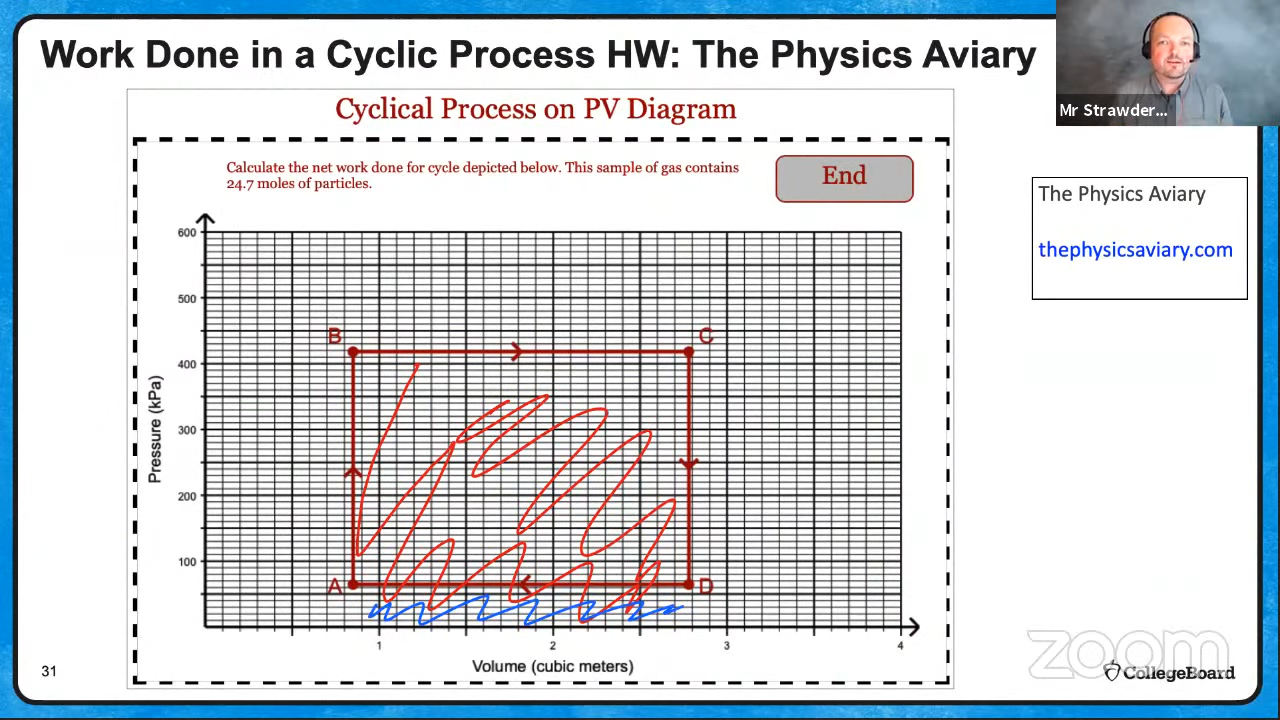 Work Done in a Cyclic Process HW: The Physics Aviary
Mr Strawder...
Cyclical Process on PV Diagram
Calculate the net work done for cycle depicted below. This sample of gas contains
24.7 moles of particles.
End
The Physics Aviary
thephysicsaviary.com
600
500
B
C
400
Pressure (kPa)
300
200
100
A
D
1
2
3
4
Volume (cubic meters)
zoom
31
CollegeBoard